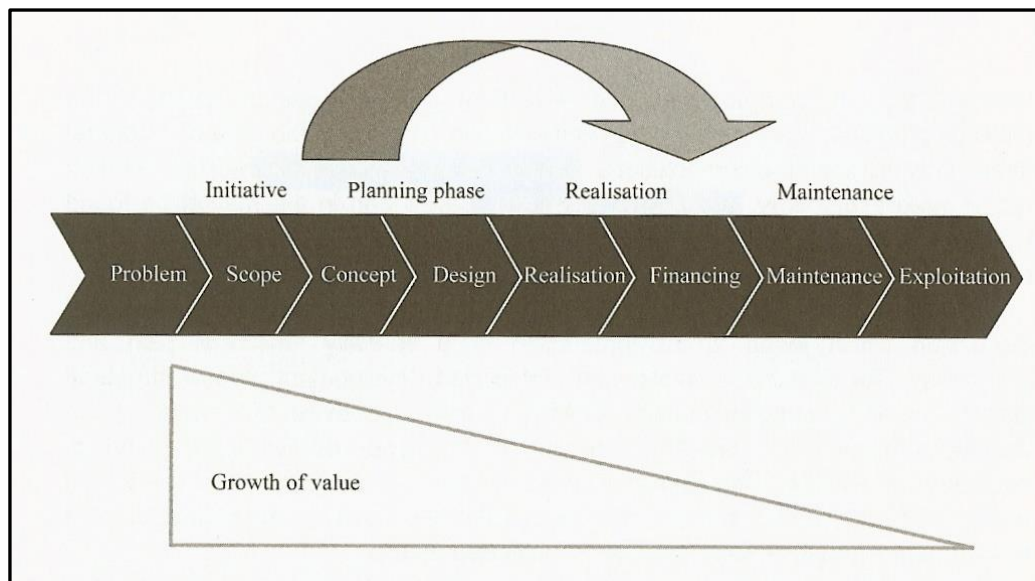 Initiative Planning phase Realisation Maintenance
Problem Scope Concept Design Realisation Financing Maintenance Exploitation
Growth of value